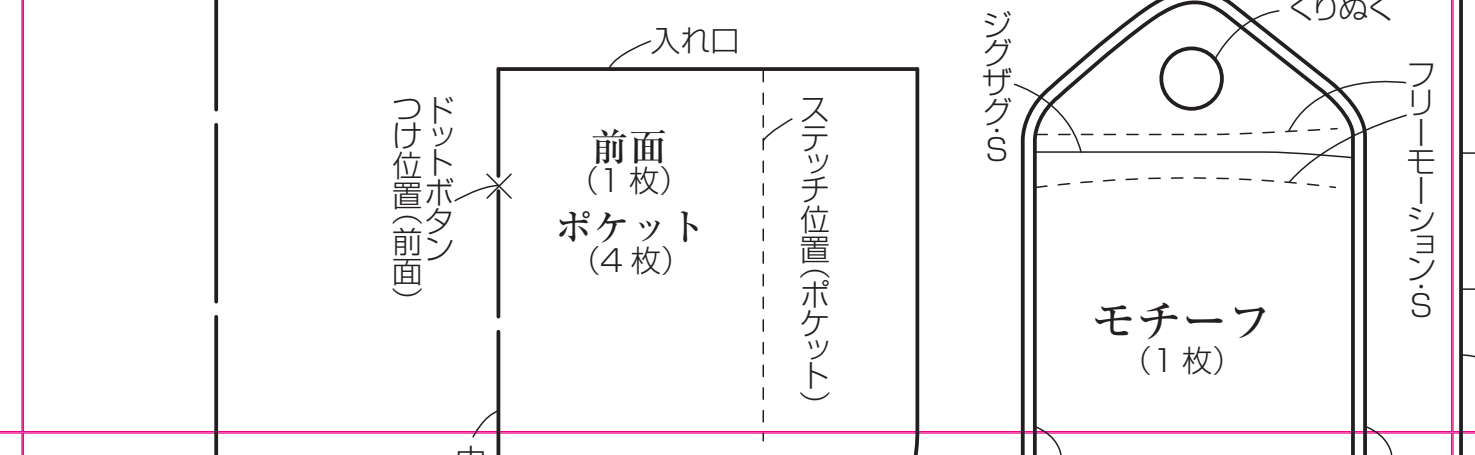 入れ口
ドットボタン
つけ位置(前面)
前面
(1枚)
ポケット
(4枚)
ステッチ位置(ポケット)
くりぬく
ジグザグ・S
フリーモーション・S
モチーフ
(1枚)